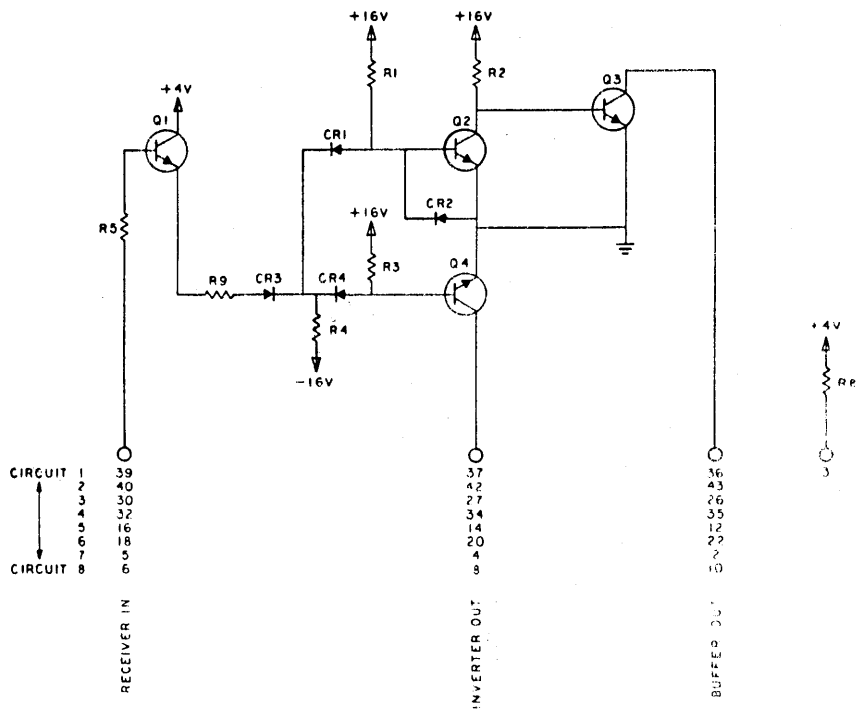 +16V +16V
R1 R2 Q3
+4V
Q1 Q2
CR1
+16V CR2
R5
R3 Q4
R9 CR3 CR4
R4
+4V
-16V
CIRCUIT 1 39 37 36 3
2 40 42 43
3 30 27 26
4 32 34 35
5 16 14 12
6 18 20 22
7 5 4 2
CIRCUIT 8 6 8 10
RECEIVER IN
INVERTER OUT
BUFFER OUT